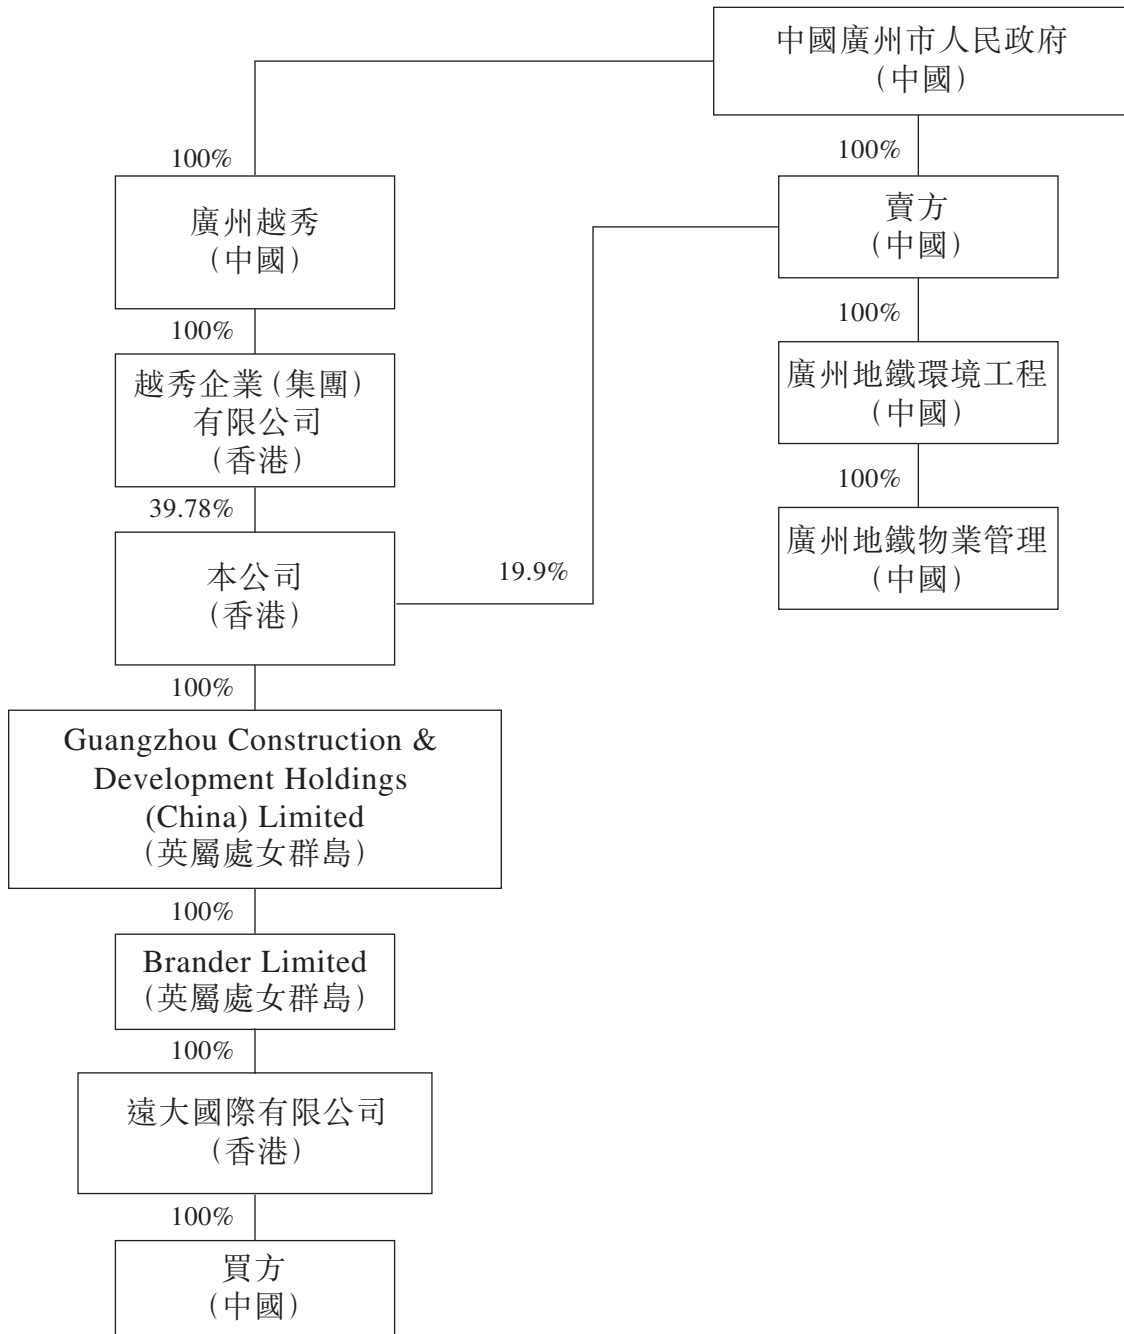 中國廣州市人民政府
（中國）
100%
100%
廣州越秀
（中國）
賣方
（中國）
100%
100%
越秀企業（集團）
有限公司
（香港）
廣州地鐵環境工程
（中國）
39.78%
100%
本公司
（香港）
19.9%
廣州地鐵物業管理
（中國）
100%
Guangzhou Construction &
Development Holdings
(China) Limited
（英屬處女群島）
100%
Brander Limited
（英屬處女群島）
100%
遠大國際有限公司
（香港）
100%
買方
（中國）